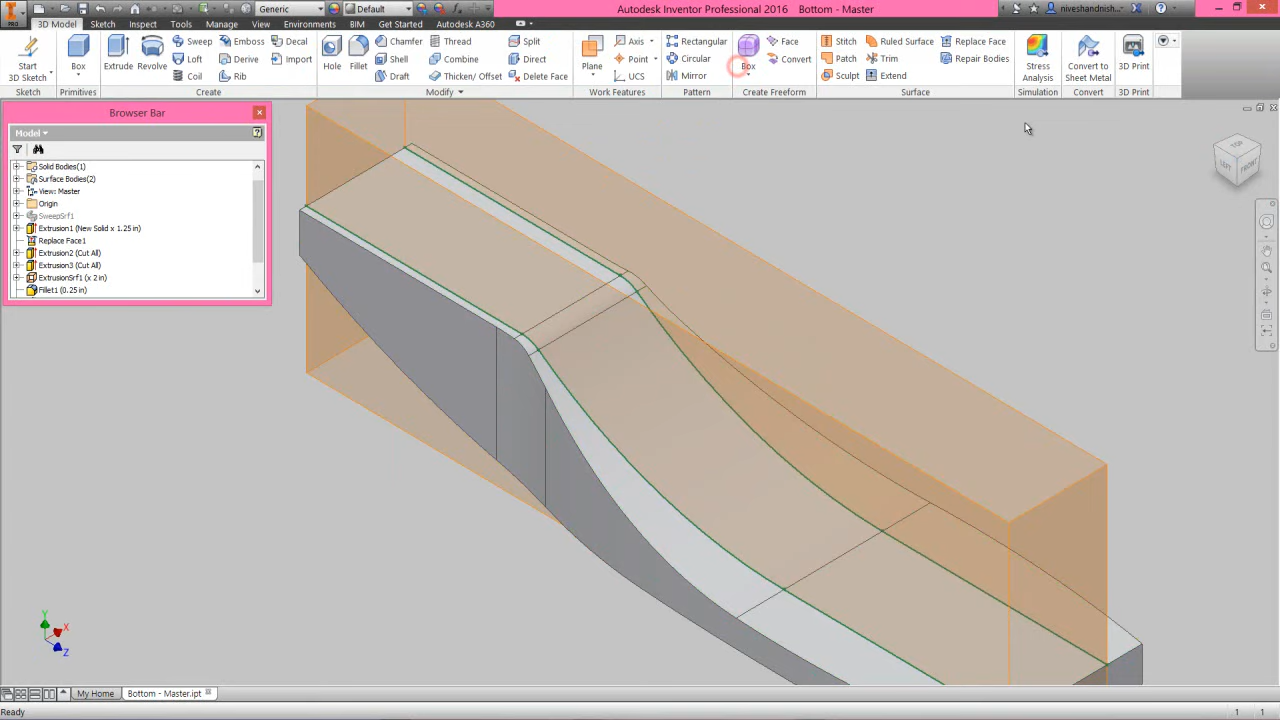 PRO
Generic
Default
Autodesk Inventor Professional 2016 Bottom - Master
niveshandnish...
3D Model Sketch Inspect Tools Manage View Environments BIM Get Started Autodesk A360
Start 3D Sketch
Box
Extrude
Revolve
Sweep Emboss Decal
Loft Derive Import
Coil Rib
Hole
Fillet
Chamfer Thread Split
Shell Combine Direct
Draft Thicken/ Offset Delete Face
Plane
Axis
Point
UCS
Rectangular
Circular
Mirror
Box
Face
Convert
Stitch Ruled Surface Replace Face
Patch Trim Repair Bodies
Sculpt Extend
Stress Analysis
Convert to Sheet Metal
3D Print
Sketch Primitives Create Modify Work Features Pattern Create Freeform Surface Simulation Convert 3D Print
Browser Bar
Model
Solid Bodies(1)
Surface Bodies(2)
View: Master
Origin
SweepSrf1
Extrusion1 (New Solid x 1.25 in)
Replace Face1
Extrusion2 (Cut All)
Extrusion3 (Cut All)
ExtrusionSrf1 (x 2 in)
Fillet1 (0.25 in)
TOP
LEFT
FRONT
Y
X
Z
My Home Bottom - Master.ipt
Ready 1 1